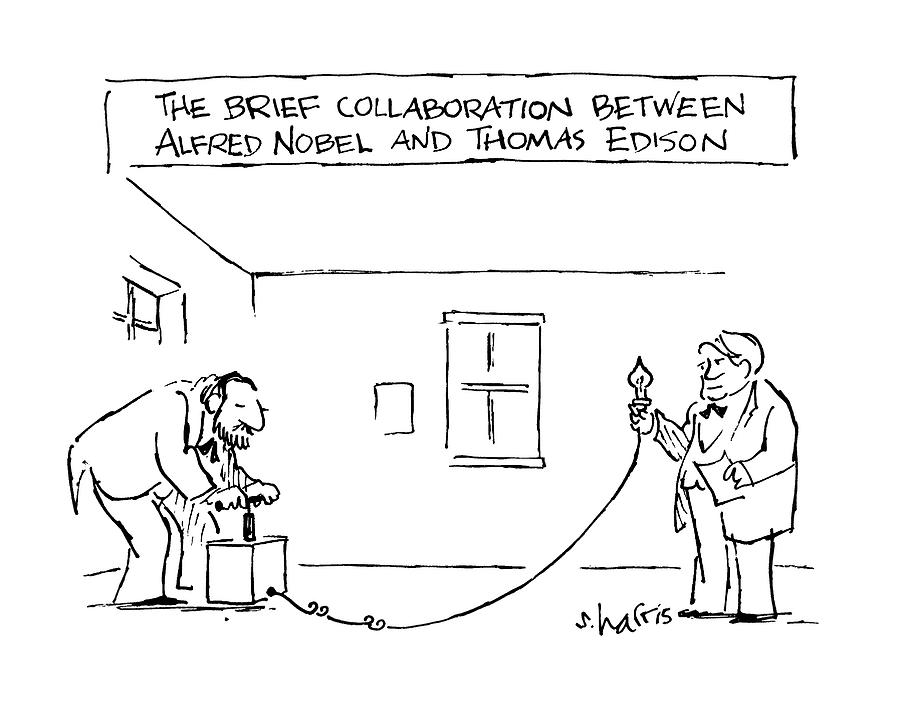 THE BRIEF COLLABORATION BETWEEN
ALFRED NOBEL AND THOMAS EDISON
s. harris